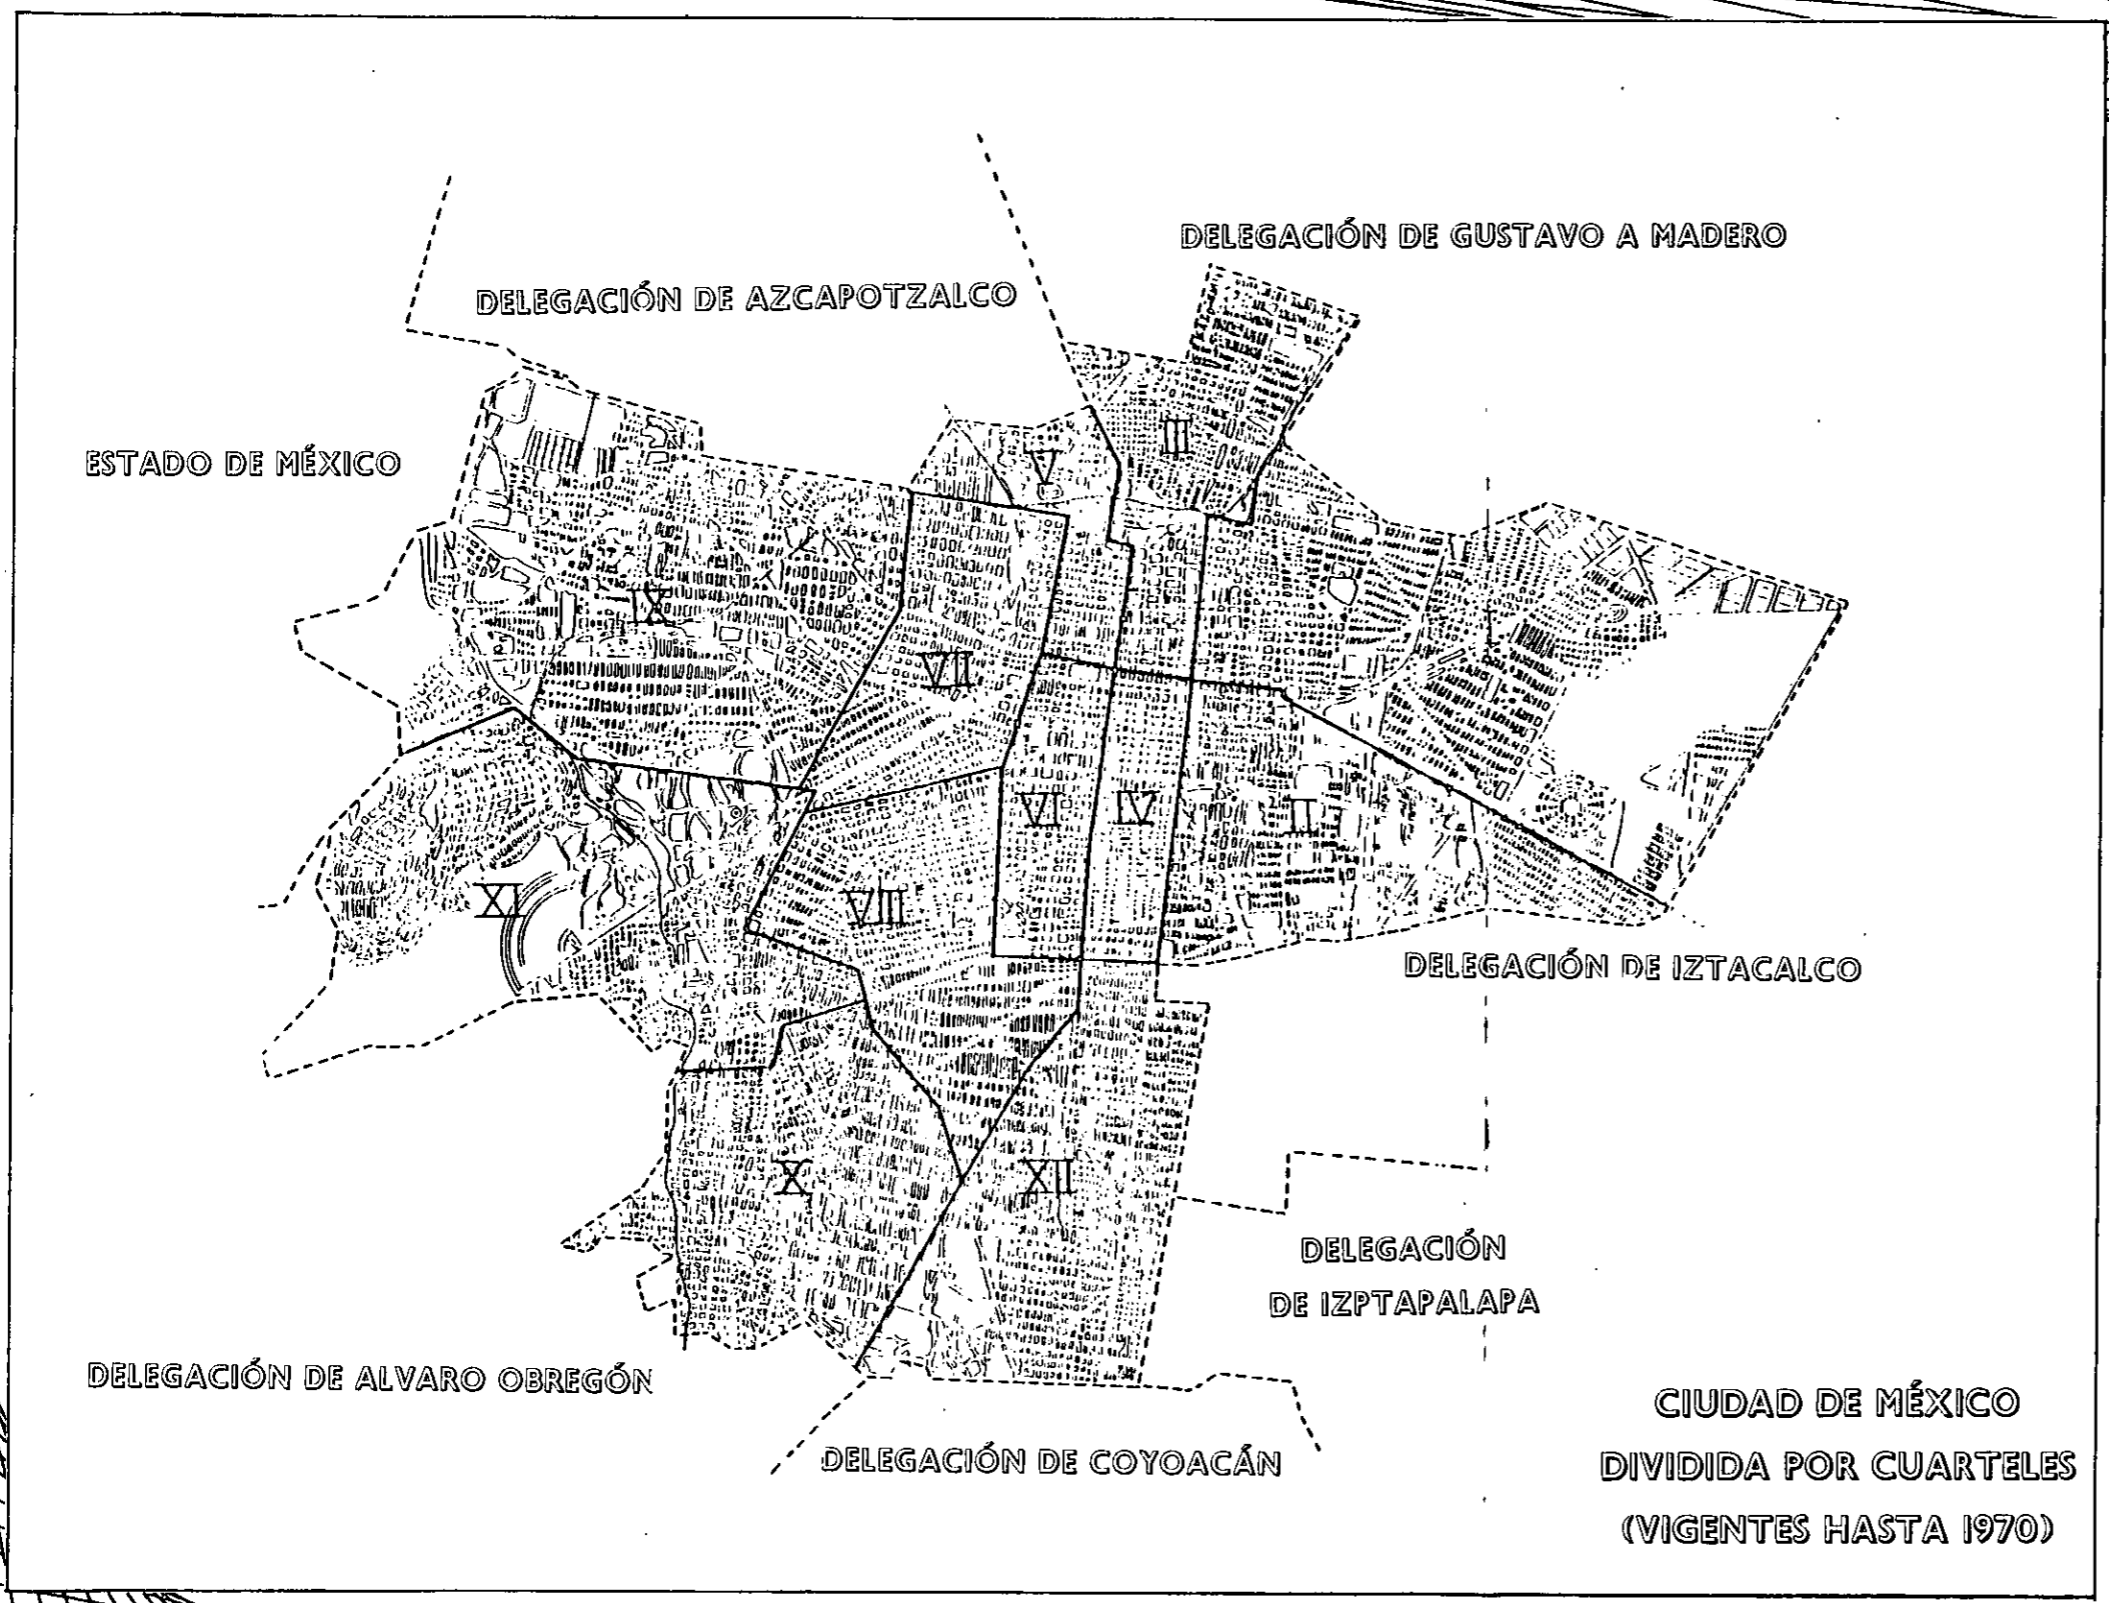 DELEGACIÓN DE GUSTAVO A MADERO
DELEGACIÓN DE AZCAPOTZALCO
ESTADO DE MÉXICO
III
V
IX
I
VII
VI
IV
II
XI
VIII
DELEGACIÓN DE IZTACALCO
X
XII
DELEGACIÓN
DE IZPTAPALAPA
DELEGACIÓN DE ALVARO OBREGÓN
DELEGACIÓN DE COYOACÁN
CIUDAD DE MÉXICO
DIVIDIDA POR CUARTELES
(VIGENTES HASTA 1970)